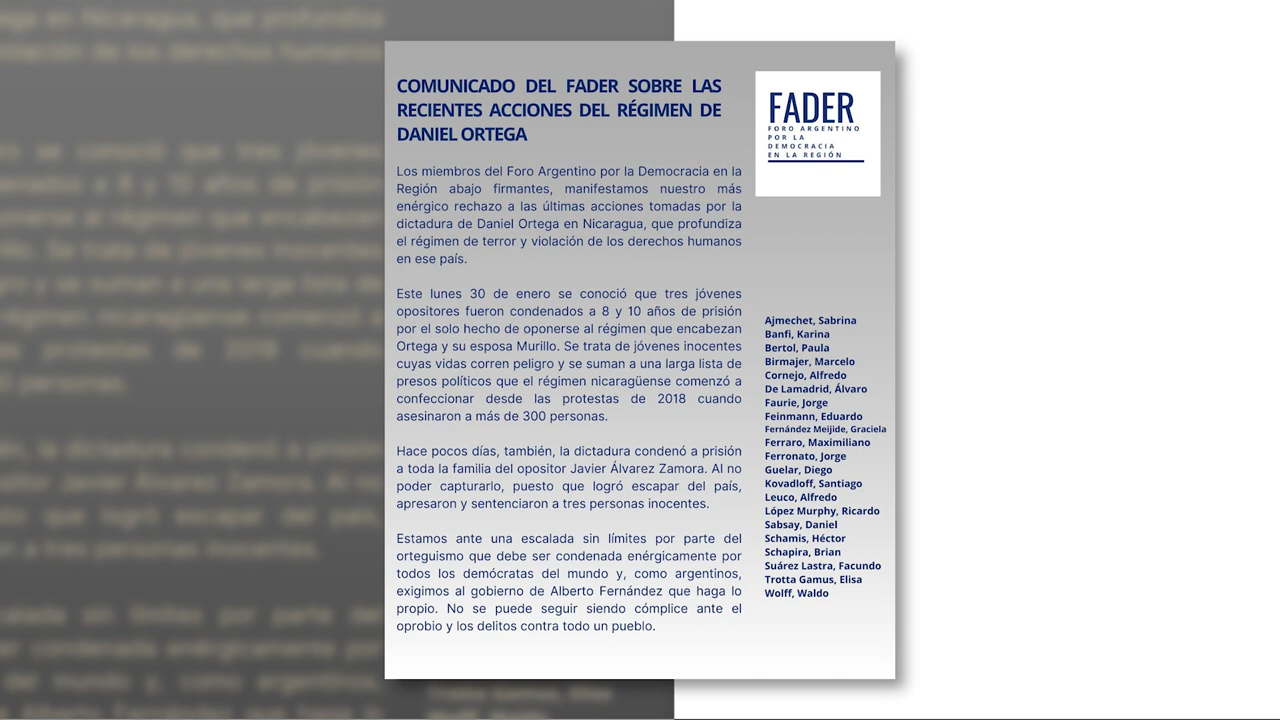 COMUNICADO DEL FADER SOBRE LAS
RECIENTES ACCIONES DEL RÉGIMEN DE
DANIEL ORTEGA
Los miembros del Foro Argentino por la Democracia en la
Región abajo firmantes, manifestamos nuestro más
enérgico rechazo a las últimas acciones tomadas por la
dictadura de Daniel Ortega en Nicaragua, que profundiza
el régimen de terror y violación de los derechos humanos
en ese país.
Este lunes 30 de enero se conoció que tres jóvenes
opositores fueron condenados a 8 y 10 años de prisión
por el solo hecho de oponerse al régimen que encabezan
Ortega y su esposa Murillo. Se trata de jóvenes inocentes
cuyas vidas corren peligro y se suman a una larga lista de
presos políticos que el régimen nicaragüense comenzó a
confeccionar desde las protestas de 2018 cuando
asesinaron a más de 300 personas.
Hace pocos días, también, la dictadura condenó a prisión
a toda la familia del opositor Javier Álvarez Zamora. Al no
poder capturarlo, puesto que logró escapar del país,
apresaron y sentenciaron a tres personas inocentes.
Estamos ante una escalada sin límites por parte del
orteguismo que debe ser condenada enérgicamente por
todos los demócratas del mundo y, como argentinos,
exigimos al gobierno de Alberto Fernández que haga lo
propio. No se puede seguir siendo cómplice ante el
oprobio y los delitos contra todo un pueblo.
FADER
FORO ARGENTINO
POR LA
DEMOCRACIA
EN LA REGIÓN
Ajmechet, Sabrina
Banfi, Karina
Bertol, Paula
Birmajer, Marcelo
Cornejo, Alfredo
De Lamadrid, Álvaro
Faurie, Jorge
Feinmann, Eduardo
Fernández Meijide, Graciela
Ferraro, Maximiliano
Ferronato, Jorge
Guelar, Diego
Kovadloff, Santiago
Leuco, Alfredo
López Murphy, Ricardo
Sabsay, Daniel
Schamis, Héctor
Schapira, Brian
Suárez Lastra, Facundo
Trotta Gamus, Elisa
Wolff, Waldo